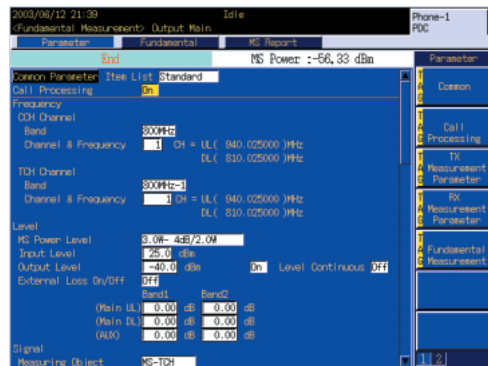 2003/06/12 21:39 Idle
<Fundamental Measurement> Output Main
Phone-1
PDC
Parameter Fundamental MS Report
End MS Power :-56.33 dBm
Common Parameter Item List Standard
Call Processing On
Frequency
CCH Channel
Band 800MHz
Channel & Frequency 1 CH = UL( 940.025000 )MHz
DL( 810.025000 )MHz
TCH Channel
Band 800MHz-1
Channel & Frequency 1 CH = UL( 940.025000 )MHz
DL( 810.025000 )MHz
Level
MS Power Level 3.0W- 4dB/2.0W
Input Level 25.0 dBm
Output Level -40.0 dBm On Level Continuous Off
External Loss On/Off Off
Band1 Band2
(Main UL) 0.00 dB 0.00 dB
(Main DL) 0.00 dB 0.00 dB
(AUX) 0.00 dB 0.00 dB
Signal
Measuring Object MS-TCH
Parameter
TAG Common
TAG Call Processing
TAG TX Measurement Parameter
TAG RX Measurement Parameter
TAG Fundamental Measurement
1 2